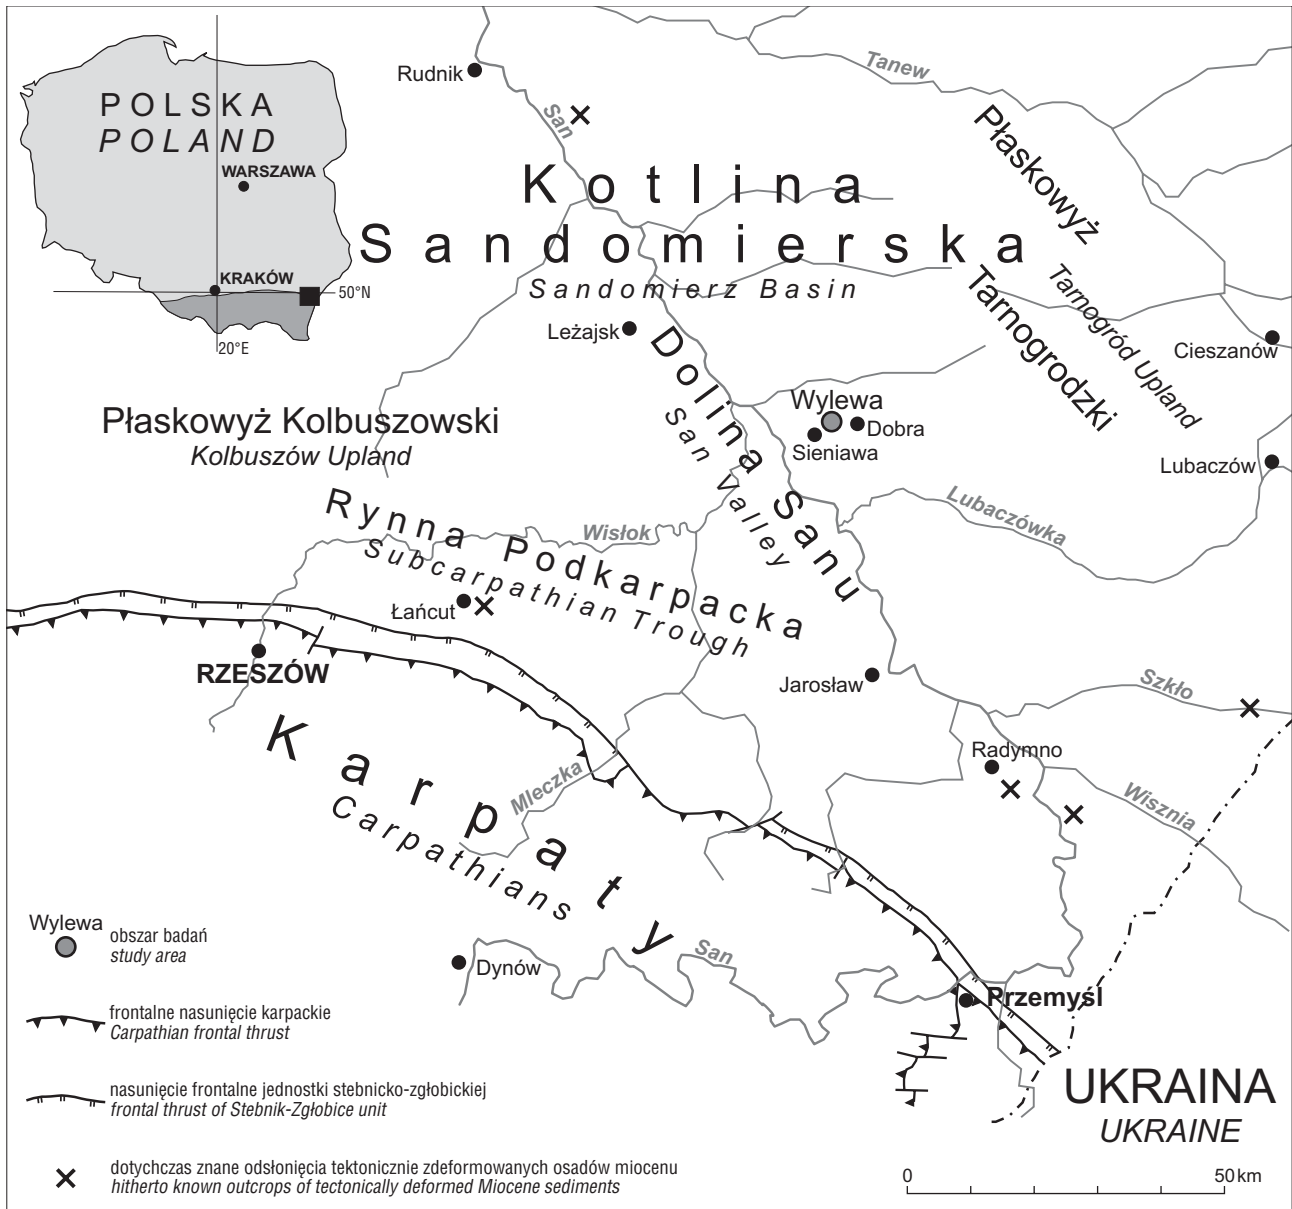 POLSKA
POLAND
WARSZAWA
KRAKÓW
50°N
20°E
Rudnik
San
Tanew
Płaskowyż
Tarnogrodzki
Tarnogród Upland
Kotlina
Sandomierska
Sandomierz Basin
Leżajsk
Cieszanów
Dolina Sanu
San Valley
Wylewa
Dobra
Sieniawa
Płaskowyż Kolbuszowski
Kolbuszów Upland
Lubaczów
Lubaczówka
Rynna Podkarpacka
Subcarpathian Trough
Wisłok
Łańcut
RZESZÓW
Jarosław
Szkło
Radymno
Wisznia
Karpaty
Carpathians
Mleczka
Dynów
San
Przemyśl
UKRAINA
UKRAINE
Wylewa
obszar badań
study area
frontalne nasunięcie karpackie
Carpathian frontal thrust
nasunięcie frontalne jednostki stebnicko-zgłobickiej
frontal thrust of Stebnik-Zgłobice unit
dotychczas znane odsłonięcia tektonicznie zdeformowanych osadów miocenu
hitherto known outcrops of tectonically deformed Miocene sediments
0 50 km